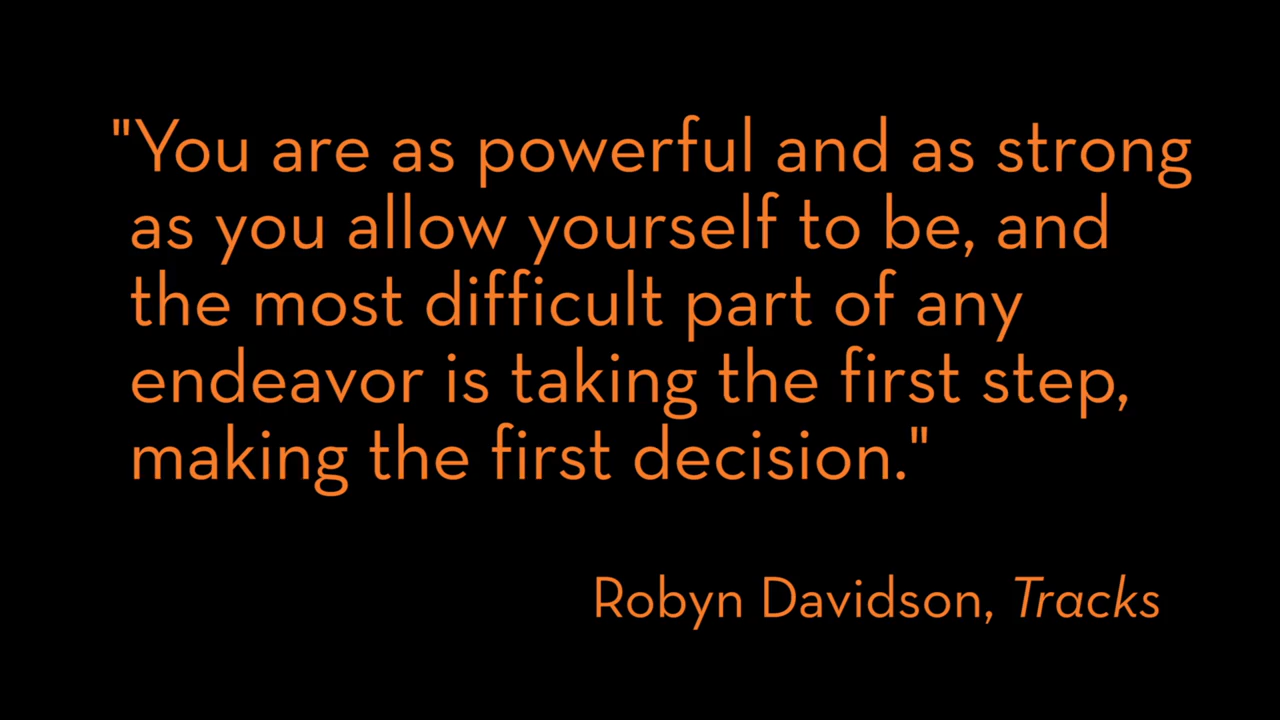 "You are as powerful and as strong
as you allow yourself to be, and
the most difficult part of any
endeavor is taking the first step,
making the first decision."
Robyn Davidson, Tracks